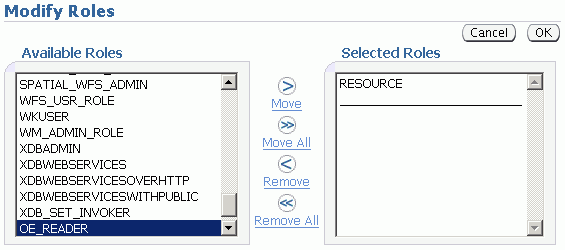 Modify Roles
Cancel
OK
Available Roles
Selected Roles
SPATIAL_WFS_ADMIN
WFS_USR_ROLE
WKUSER
WM_ADMIN_ROLE
XDBADMIN
XDBWEBSERVICES
XDBWEBSERVICESOVERHTTP
XDBWEBSERVICESWITHPUBLIC
XDB_SET_INVOKER
OE_READER
Move
Move All
Remove
Remove All
RESOURCE